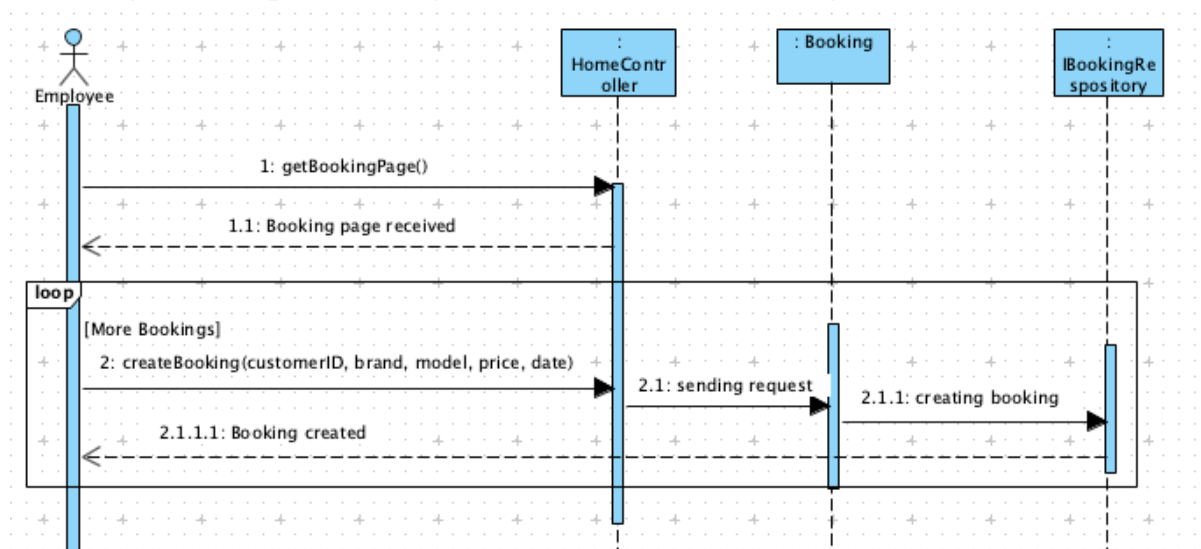 Employee
:
HomeContr
oller
: Booking
:
IBookingRe
spository
1: getBookingPage()
1.1: Booking page received
loop
[More Bookings]
2: createBooking(customerID, brand, model, price, date)
2.1: sending request
2.1.1: creating booking
2.1.1.1: Booking created